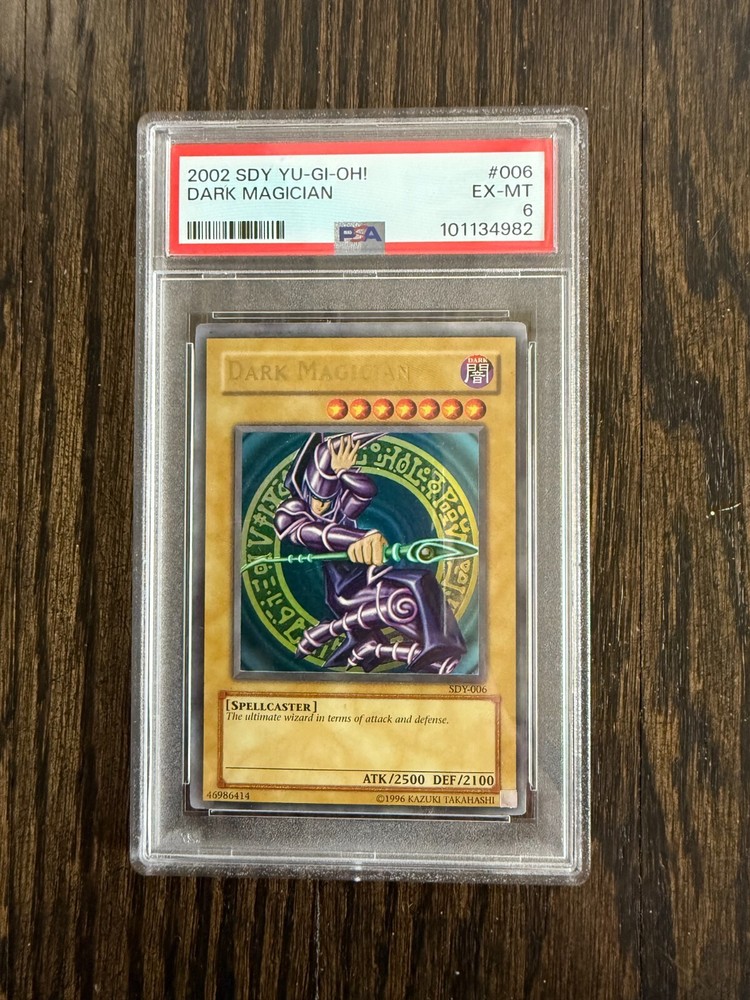 2002 SDY YU-GI-OH! #006
DARK MAGICIAN EX-MT
6
PSA 101134982
DARK MAGICIAN
DARK
闇
SDY-006
[SPELLCASTER]
The ultimate wizard in terms of attack and defense.
ATK/2500 DEF/2100
46986414 ©1996 KAZUKI TAKAHASHI